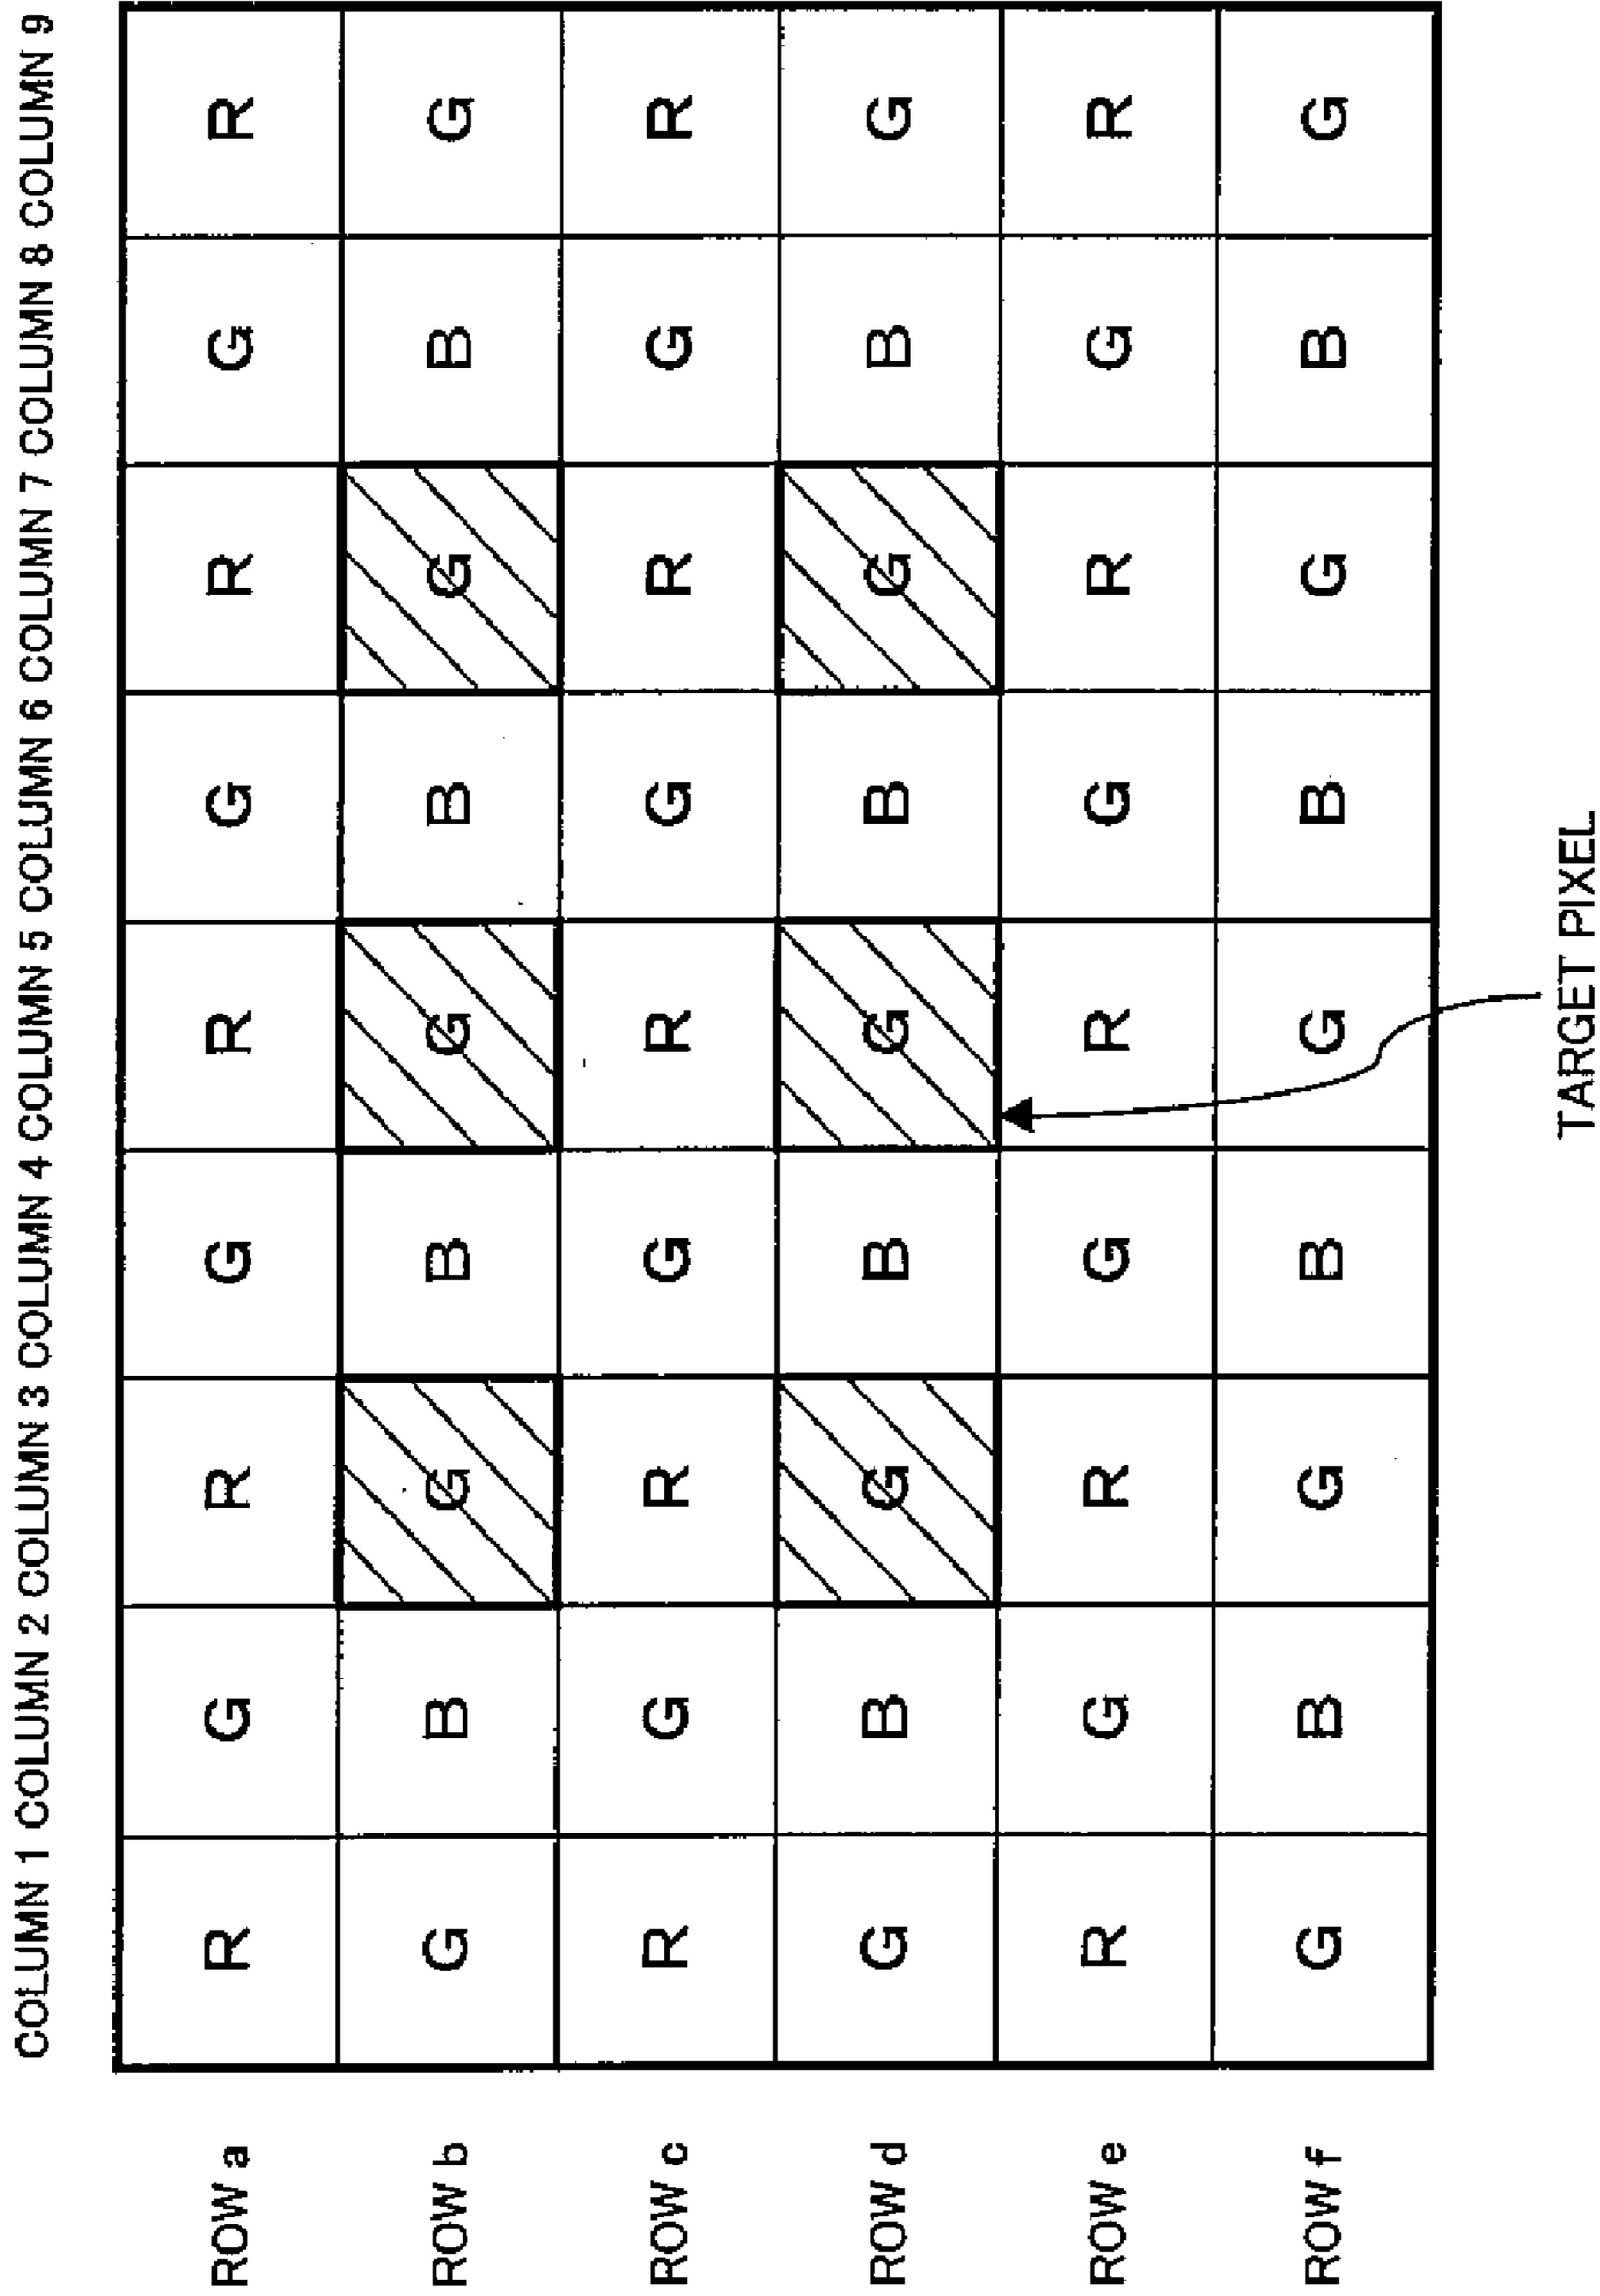 COLUMN 1 COLUMN 2 COLUMN 3 COLUMN 4 COLUMN 5 COLUMN 6 COLUMN 7 COLUMN 8 COLUMN 9
ROW a R G R G R G R G R
ROW b G B G B G B G B G
ROW c R G R G R G R G R
ROW d G B G B G B G B G
ROW e R G R G R G R G R
ROW f G B G B G B G B G
TARGET PIXEL